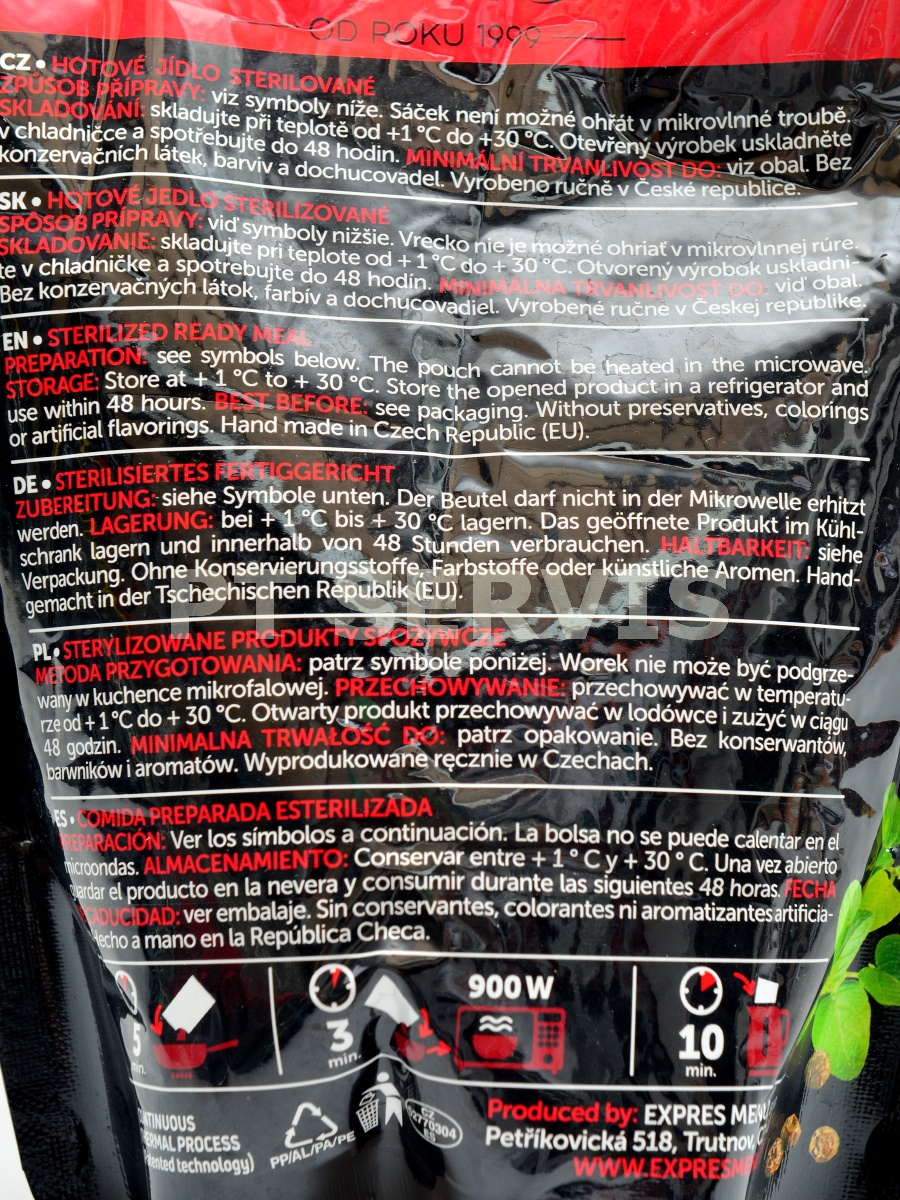 OD ROKU 1999
CZ • HOTOVÉ JÍDLO STERILOVANÉ
ZPŮSOB PŘÍPRAVY: viz symboly níže. Sáček není možné ohřát v mikrovlnné troubě.
SKLADOVÁNÍ: skladujte při teplotě od +1 °C do +30 °C. Otevřený výrobek uskladněte
v chladničce a spotřebujte do 48 hodin. MINIMÁLNÍ TRVANLIVOST DO: viz obal. Bez
konzervačních látek, barviv a dochucovadel. Vyrobeno ručně v České republice.
SK • HOTOVÉ JEDLO STERILIZOVANÉ
SPÔSOB PRÍPRAVY: viď symboly nižšie. Vrecko nie je možné ohriať v mikrovlnnej rúre.
SKLADOVANIE: skladujte pri teplote od + 1 °C do + 30 °C. Otvorený výrobok uskladni-
te v chladničke a spotrebujte do 48 hodín. MINIMÁLNA TRVANLIVOSŤ DO: viď obal.
Bez konzervačných látok, farbív a dochucovadiel. Vyrobené ručne v Českej republike.
EN • STERILIZED READY MEAL
PREPARATION: see symbols below. The pouch cannot be heated in the microwave.
STORAGE: Store at + 1 °C to + 30 °C. Store the opened product in a refrigerator and
use within 48 hours. BEST BEFORE: see packaging. Without preservatives, colorings
or artificial flavorings. Hand made in Czech Republic (EU).
DE • STERILISIERTES FERTIGGERICHT
ZUBEREITUNG: siehe Symbole unten. Der Beutel darf nicht in der Mikrowelle erhitzt
werden. LAGERUNG: bei + 1 °C bis + 30 °C lagern. Das geöffnete Produkt im Kühl-
schrank lagern und innerhalb von 48 Stunden verbrauchen. HALTBARKEIT: siehe
Verpackung. Ohne Konservierungsstoffe, Farbstoffe oder künstliche Aromen. Hand-
gemacht in der Tschechischen Republik (EU).
PT SERVIS
PL • STERYLIZOWANE PRODUKTY SPOŻYWCZE
METODA PRZYGOTOWANIA: patrz symbole poniżej. Worek nie może być podgrze-
wany w kuchence mikrofalowej. PRZECHOWYWANIE: przechowywać w temperatu-
rze od + 1 °C do + 30 °C. Otwarty produkt przechowywać w lodówce i zużyć w ciągu
48 godzin. MINIMALNA TRWAŁOŚĆ DO: patrz opakowanie. Bez konserwantów,
barwników i aromatów. Wyprodukowane ręcznie w Czechach.
ES • COMIDA PREPARADA ESTERILIZADA
PREPARACIÓN: Ver los símbolos a continuación. La bolsa no se puede calentar en el
microondas. ALMACENAMIENTO: Conservar entre + 1 ° C y + 30 ° C. Una vez abierto
guardar el producto en la nevera y consumir durante las siguientes 48 horas. FECHA
CADUCIDAD: ver embalaje. Sin conservantes, colorantes ni aromatizantes artificia-
Hecho a mano en la República Checa.
5 min.
3 min.
900 W
10 min.
CONTINUOUS
THERMAL PROCESS
(patented technology)
PP/AL/PA/PE
CZ
52770304
ES
Produced by: EXPRES MENU
Petříkovická 518, Trutnov,
WWW.EXPRESMEN